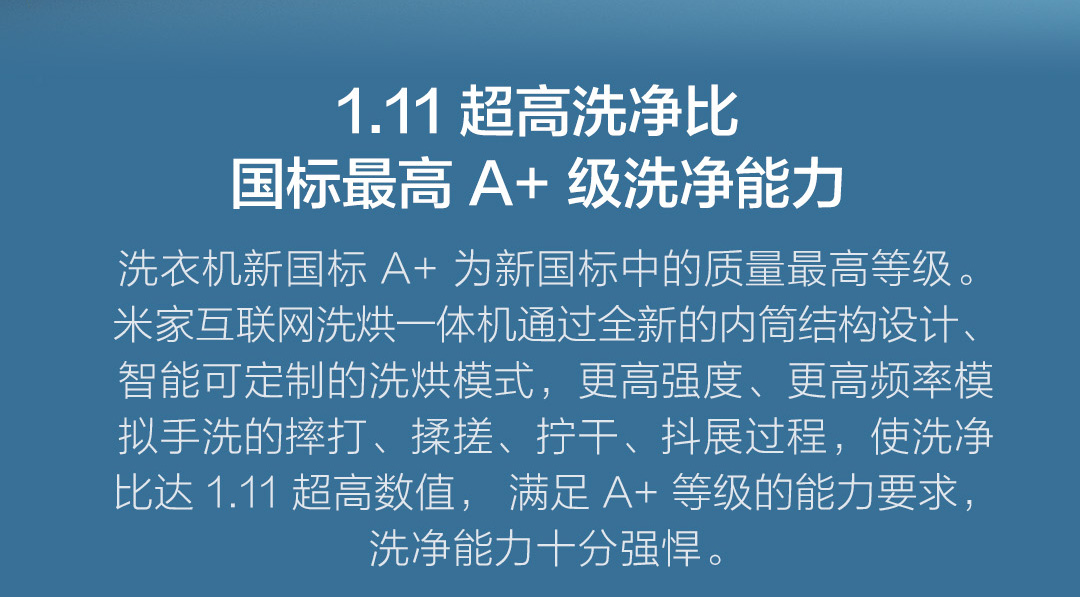 1.11 超高洗净比
国标最高 A+ 级洗净能力
洗衣机新国标 A+ 为新国标中的质量最高等级。
米家互联网洗烘一体机通过全新的内筒结构设计、
智能可定制的洗烘模式，更高强度、更高频率模
拟手洗的摔打、揉搓、拧干、抖展过程，使洗净
比达 1.11 超高数值， 满足 A+ 等级的能力要求，
洗净能力十分强悍。